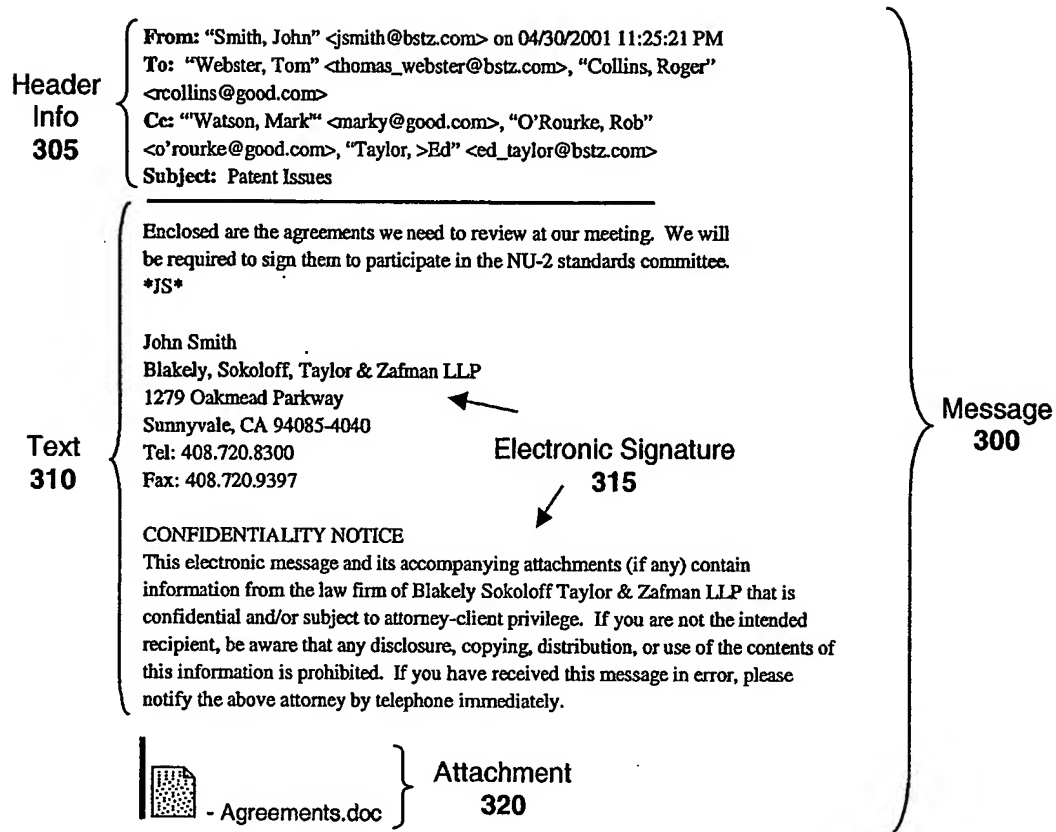 From: “Smith, John” <jsmith@bstz.com> on 04/30/2001 11:25:21 PM
To: “Webster, Tom” <thomas_webster@bstz.com>, “Collins, Roger”
<rcollins@good.com>
Cc: “'Watson, Mark'“ <marky@good.com>, “O'Rourke, Rob”
<o'rourke@good.com>, “Taylor, >Ed” <ed_taylor@bstz.com>
Subject: Patent Issues
Header
Info
305
Enclosed are the agreements we need to review at our meeting. We will
be required to sign them to participate in the NU-2 standards committee.
*JS*
John Smith
Blakely, Sokoloff, Taylor & Zafman LLP
1279 Oakmead Parkway
Sunnyvale, CA 94085-4040
Tel: 408.720.8300
Fax: 408.720.9397
Electronic Signature
315
Text
310
Message
300
CONFIDENTIALITY NOTICE
This electronic message and its accompanying attachments (if any) contain
information from the law firm of Blakely Sokoloff Taylor & Zafman LLP that is
confidential and/or subject to attorney-client privilege. If you are not the intended
recipient, be aware that any disclosure, copying, distribution, or use of the contents of
this information is prohibited. If you have received this message in error, please
notify the above attorney by telephone immediately.
- Agreements.doc
Attachment
320